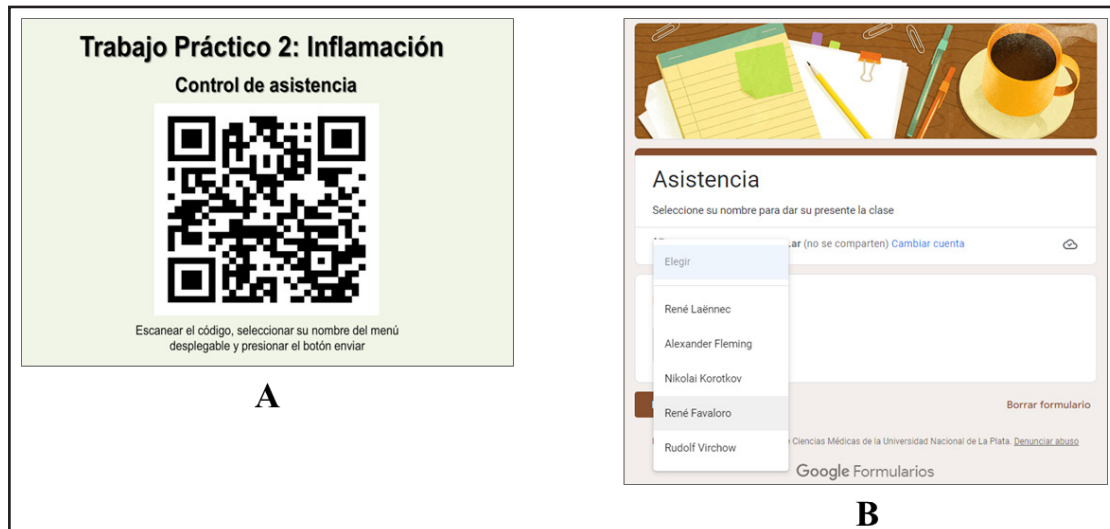 Trabajo Práctico 2: Inflamación
Control de asistencia
Escanear el código, seleccionar su nombre del menú
desplegable y presionar el botón enviar
A
Asistencia
Seleccione su nombre para dar su presente la clase
.ar (no se comparten) Cambiar cuenta
Elegir
René Laënnec
Alexander Fleming
Nikolai Korotkov
René Favaloro
Rudolf Virchow
Borrar formulario
Ciencias Médicas de la Universidad Nacional de La Plata. Denunciar abuso
Google Formularios
B